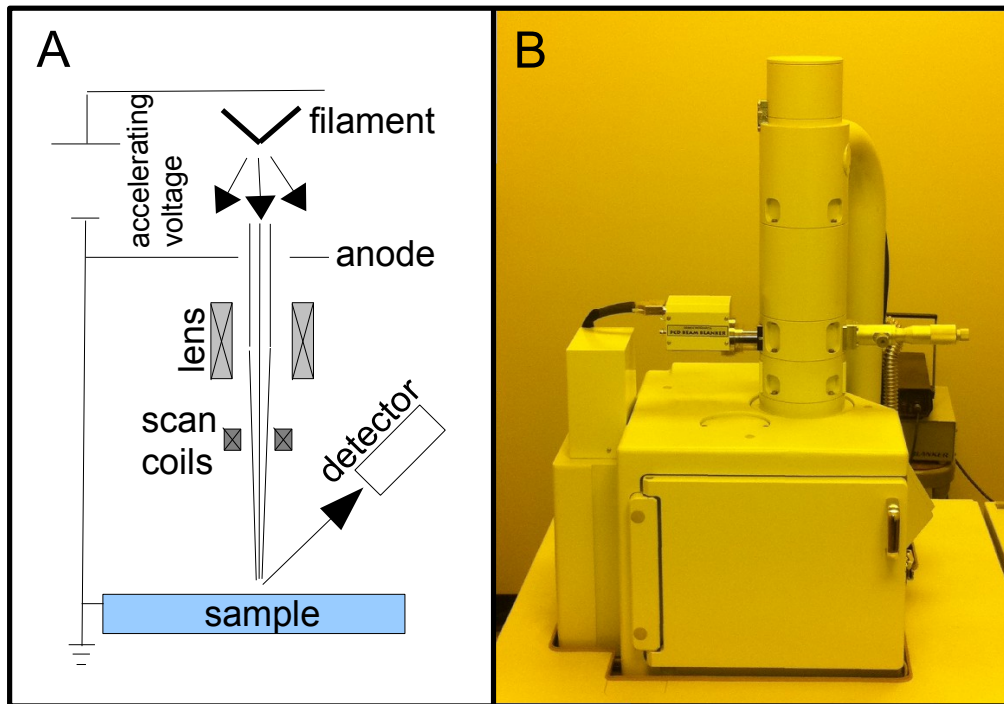 A
filament
accelerating
voltage
anode
lens
scan
coils
detector
sample
B